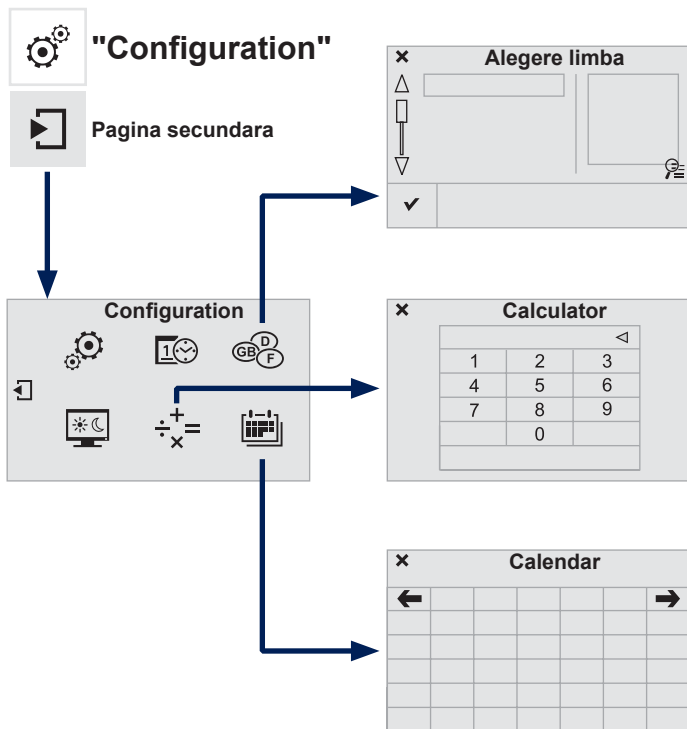 "Configuration"
Pagina secundara
Alegere limba
Configuration
1
GB D F
÷ + × =
Calculator
1 2 3
4 5 6
7 8 9
0
Calendar